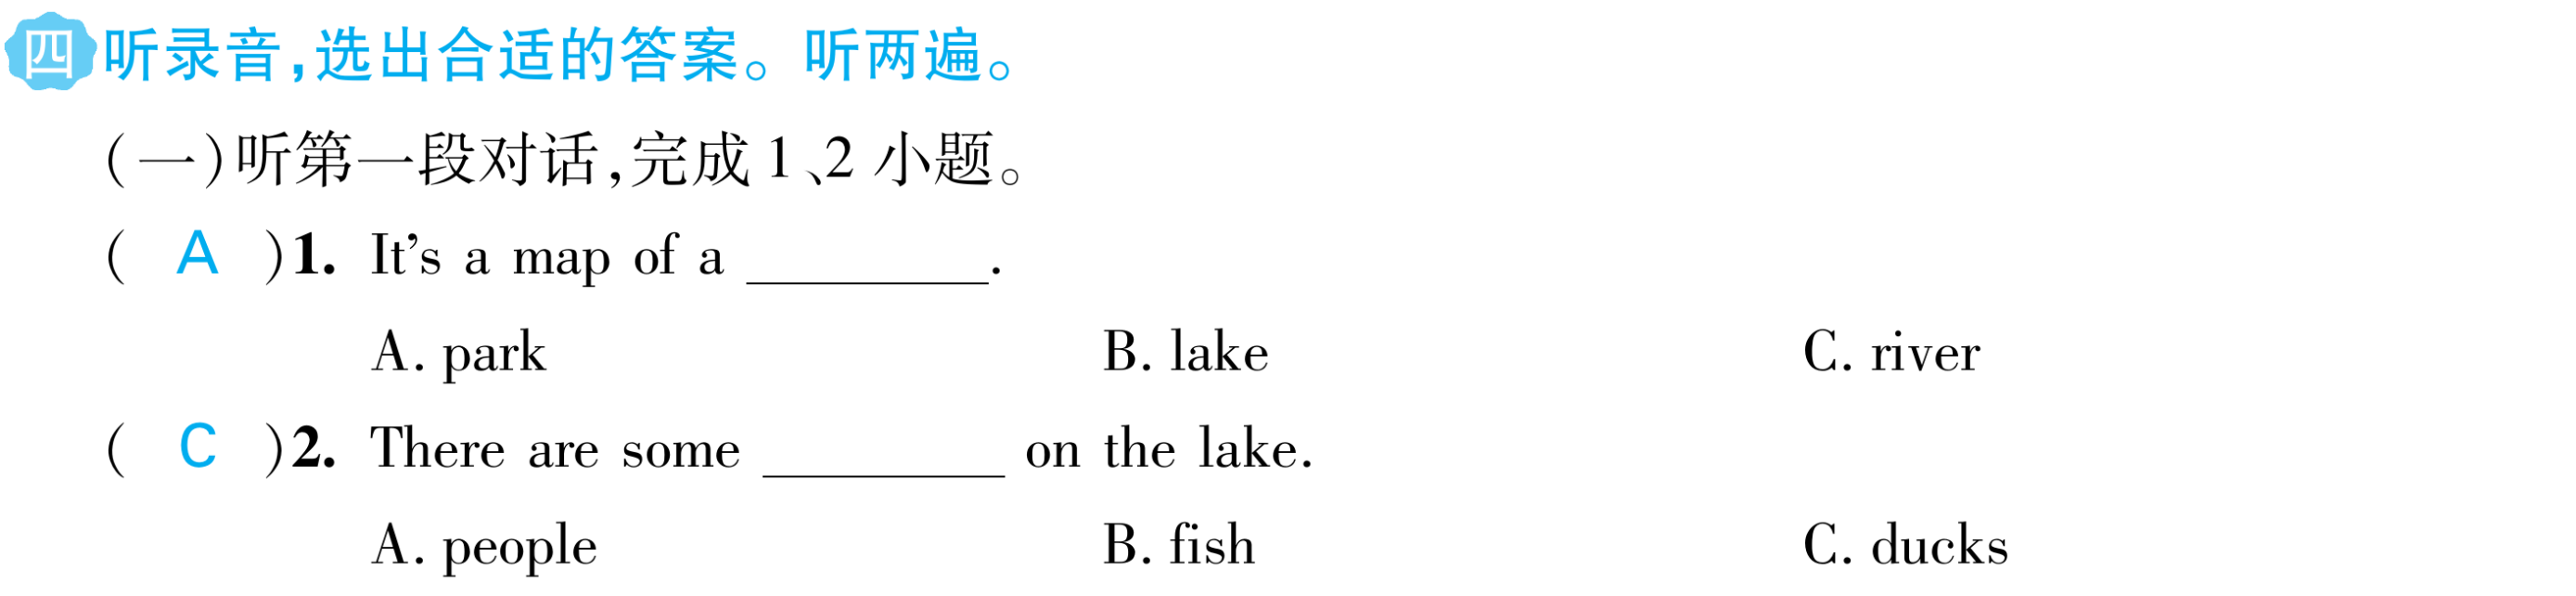 四 听录音,选出合适的答案。听两遍。
(一)听第一段对话,完成1、2小题。
( A )1. It's a map of a ________.
A. park B. lake C. river
( C )2. There are some ________ on the lake.
A. people B. fish C. ducks